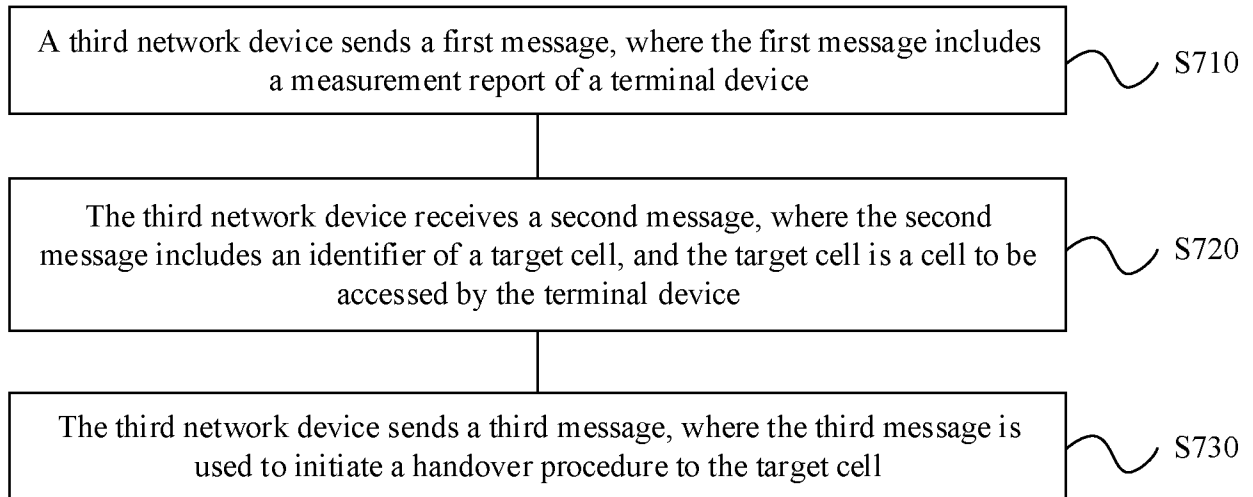 A third network device sends a first message, where the first message includes
a measurement report of a terminal device
S710
The third network device receives a second message, where the second
message includes an identifier of a target cell, and the target cell is a cell to be
accessed by the terminal device
S720
The third network device sends a third message, where the third message is
used to initiate a handover procedure to the target cell
S730